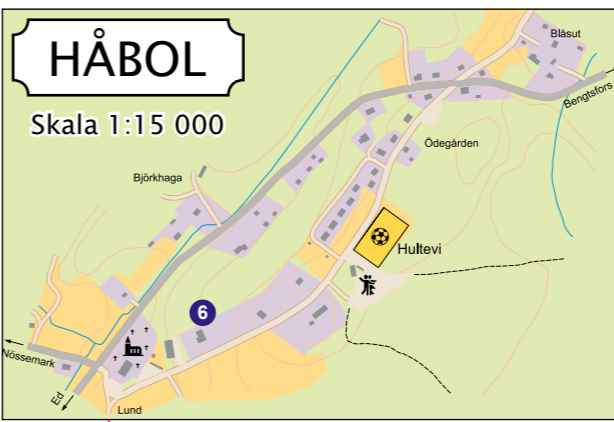 HÅBOL
Skala 1:15 000
Blåsut
Bengtsfors
Ödegården
Björkhaga
Hultevi
6
Nössemark
Ed
Lund